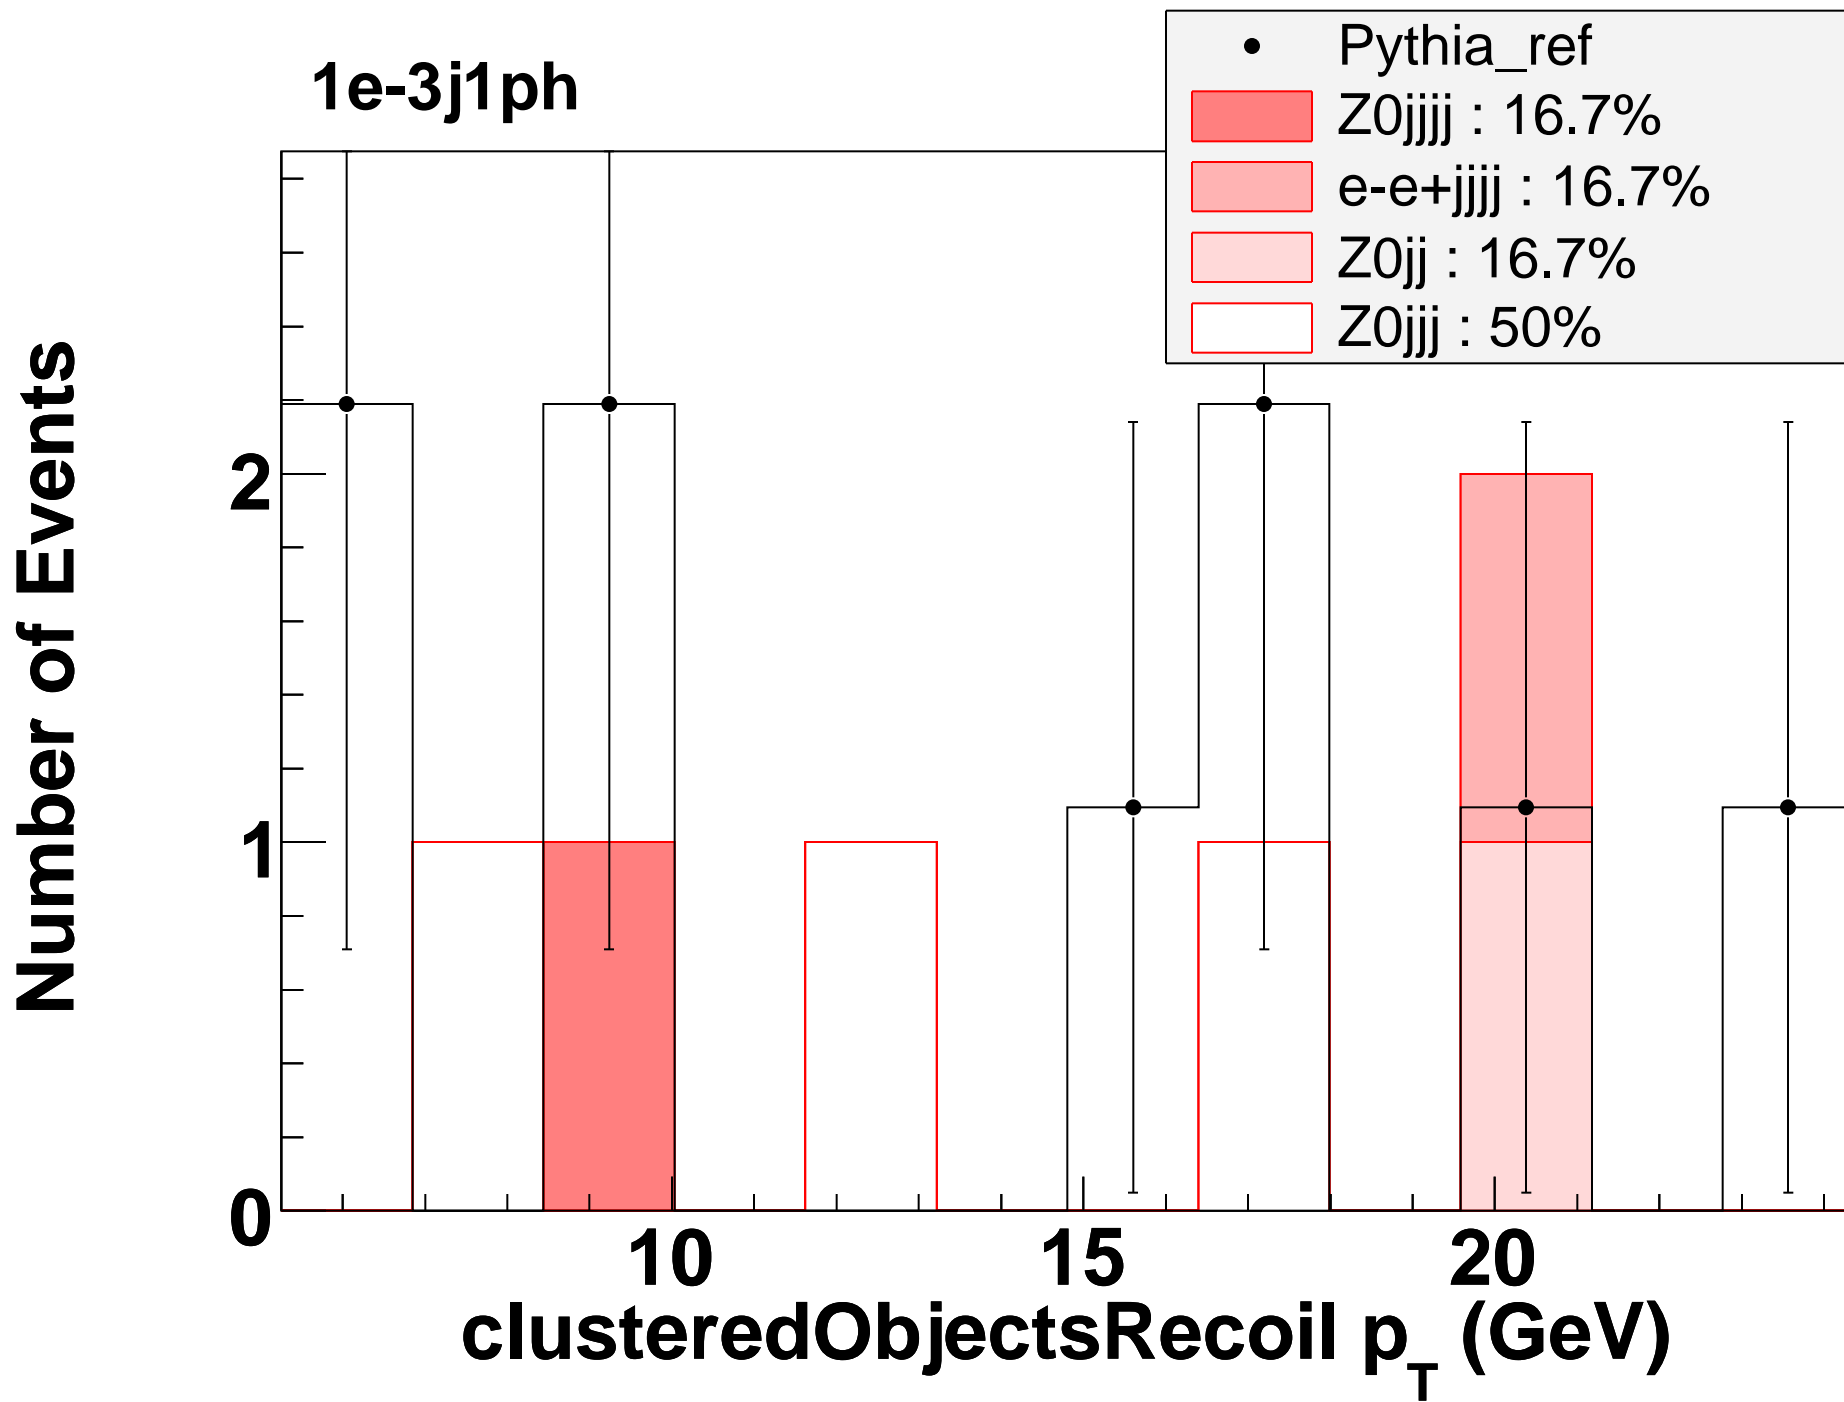 1e-3j1ph
Pythia_ref
Z0jjjj : 16.7%
e-e+jjjj : 16.7%
Z0jj : 16.7%
Z0jjj : 50%
Number of Events
2
1
0
10 15 20
clusteredObjectsRecoil p_T (GeV)